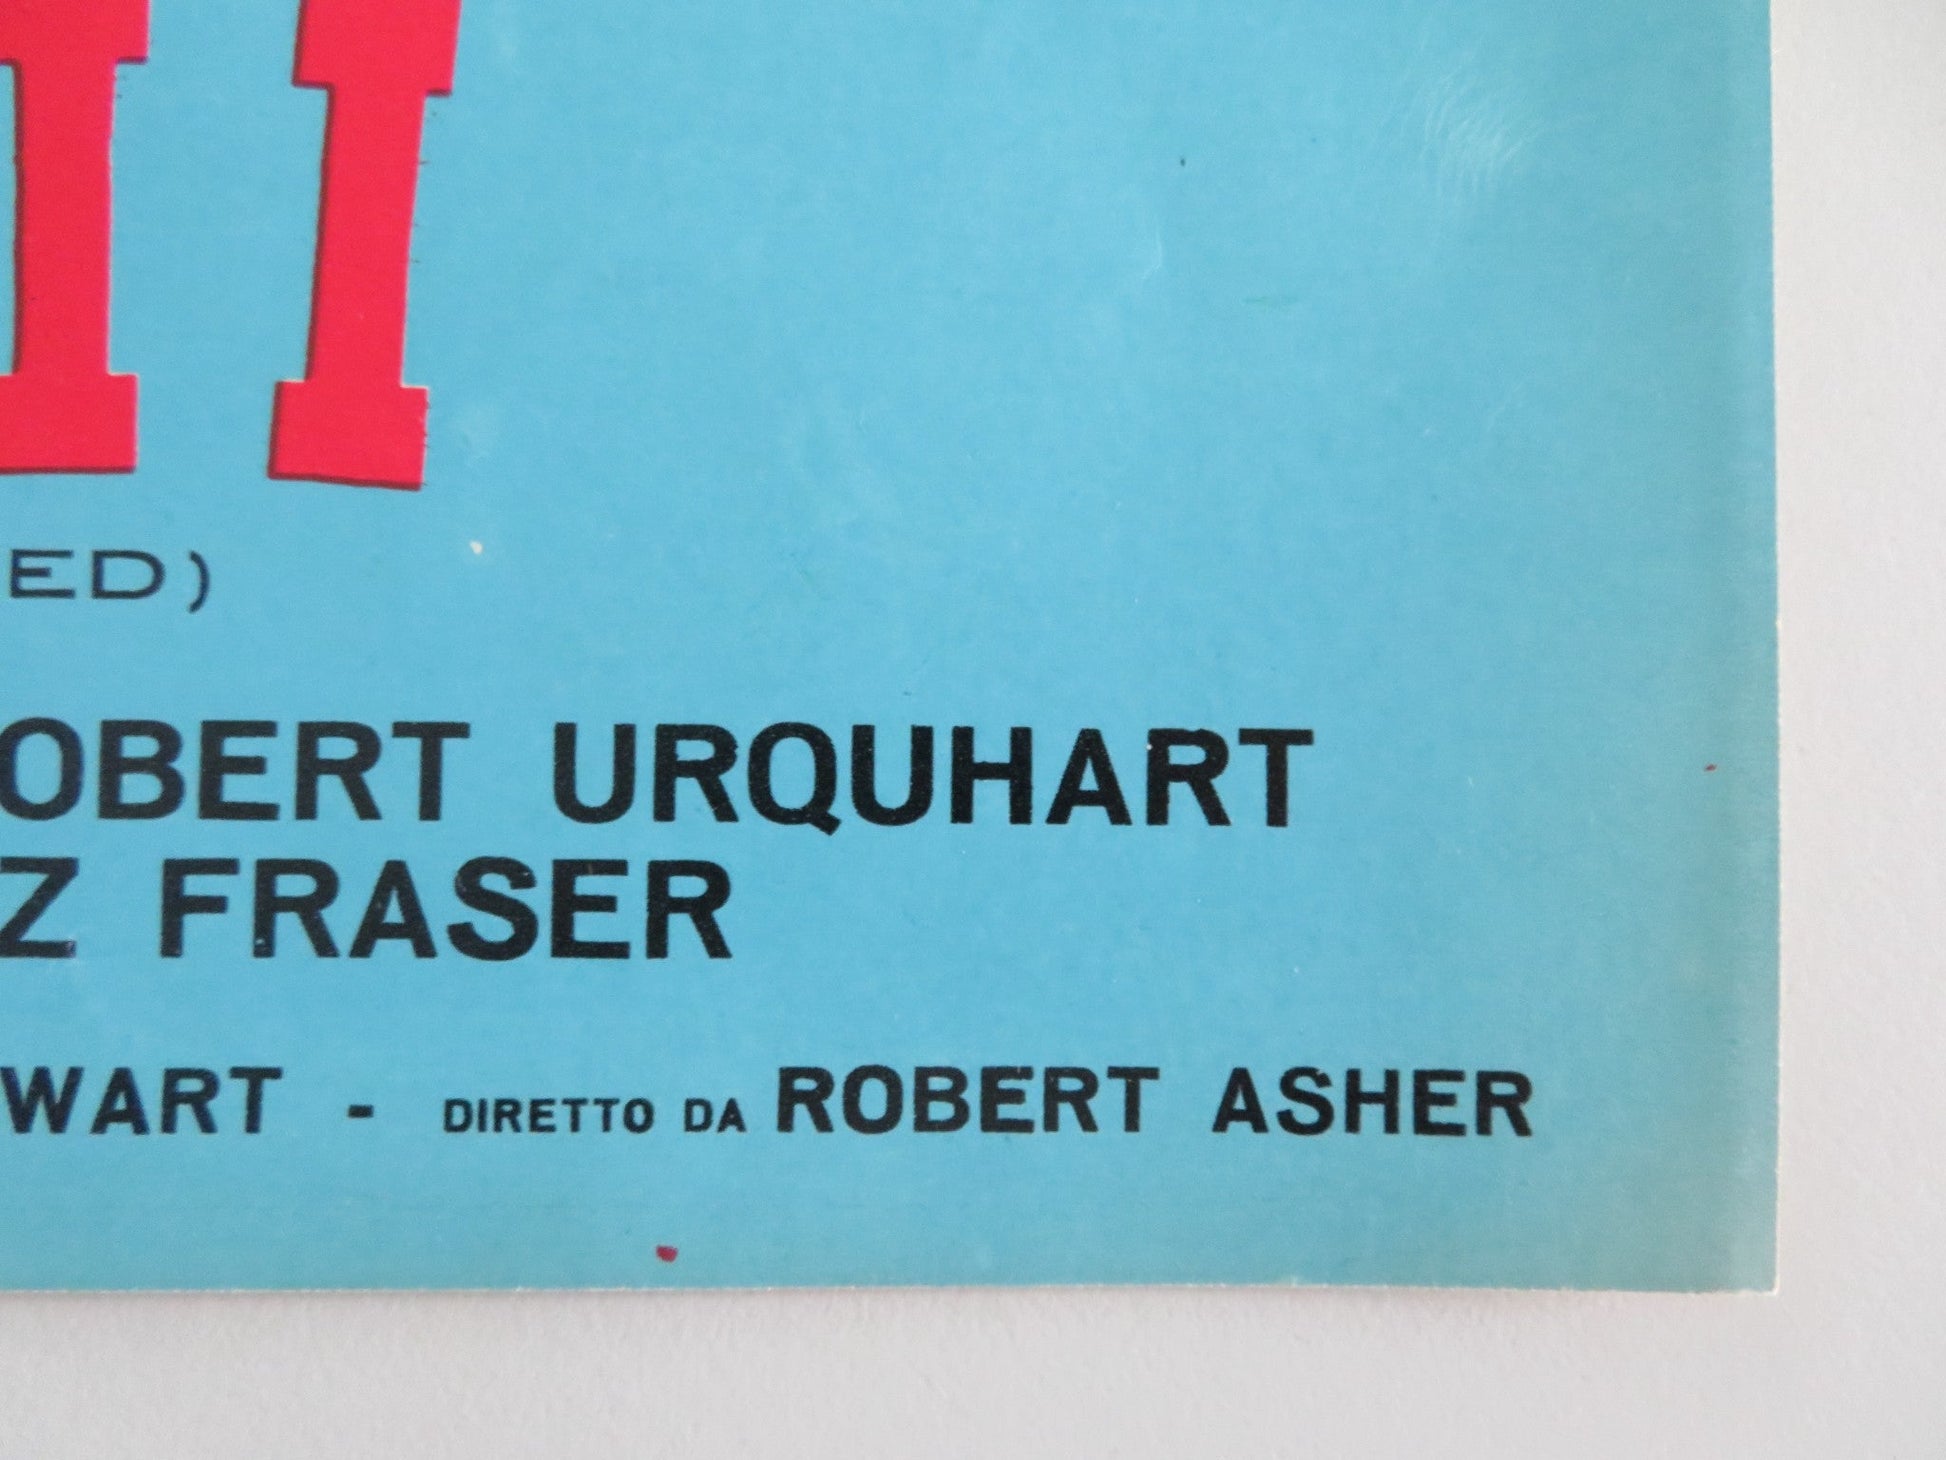 ED)
OBERT URQUHART
Z FRASER
WART - DIRETTO DA ROBERT ASHER